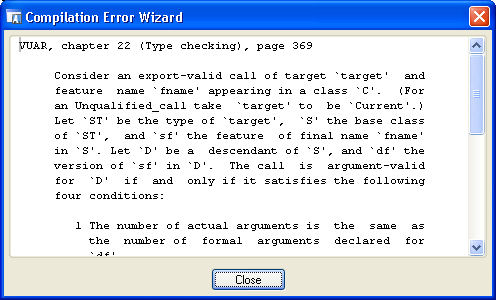 Compilation Error Wizard
VUAR, chapter 22 (Type checking), page 369
Consider an export-valid call of target `target' and
feature name `fname' appearing in a class `C'. (For
an Unqualified_call take `target' to be `Current'.)
Let `ST' be the type of `target', `S' the base class
of `ST', and `sf' the feature of final name `fname'
in `S'. Let `D' be a descendant of `S', and `df' the
version of `sf' in `D'. The call is argument-valid
for `D' if and only if it satisfies the following
four conditions:
1 The number of actual arguments is the same as
the number of formal arguments declared for
`df'
Close